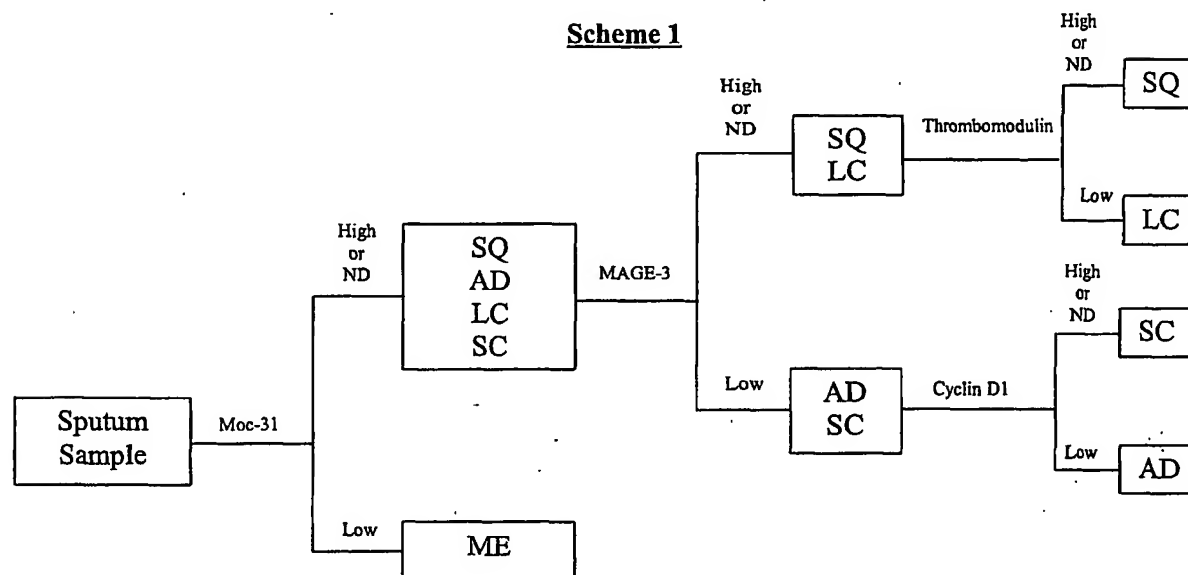 Scheme 1
Sputum
Sample
Moc-31
High
or
ND
SQ
AD
LC
SC
Low
ME
MAGE-3
High
or
ND
SQ
LC
Low
AD
SC
Thrombomodulin
High
or
ND
SQ
Low
LC
Cyclin D1
High
or
ND
SC
Low
AD